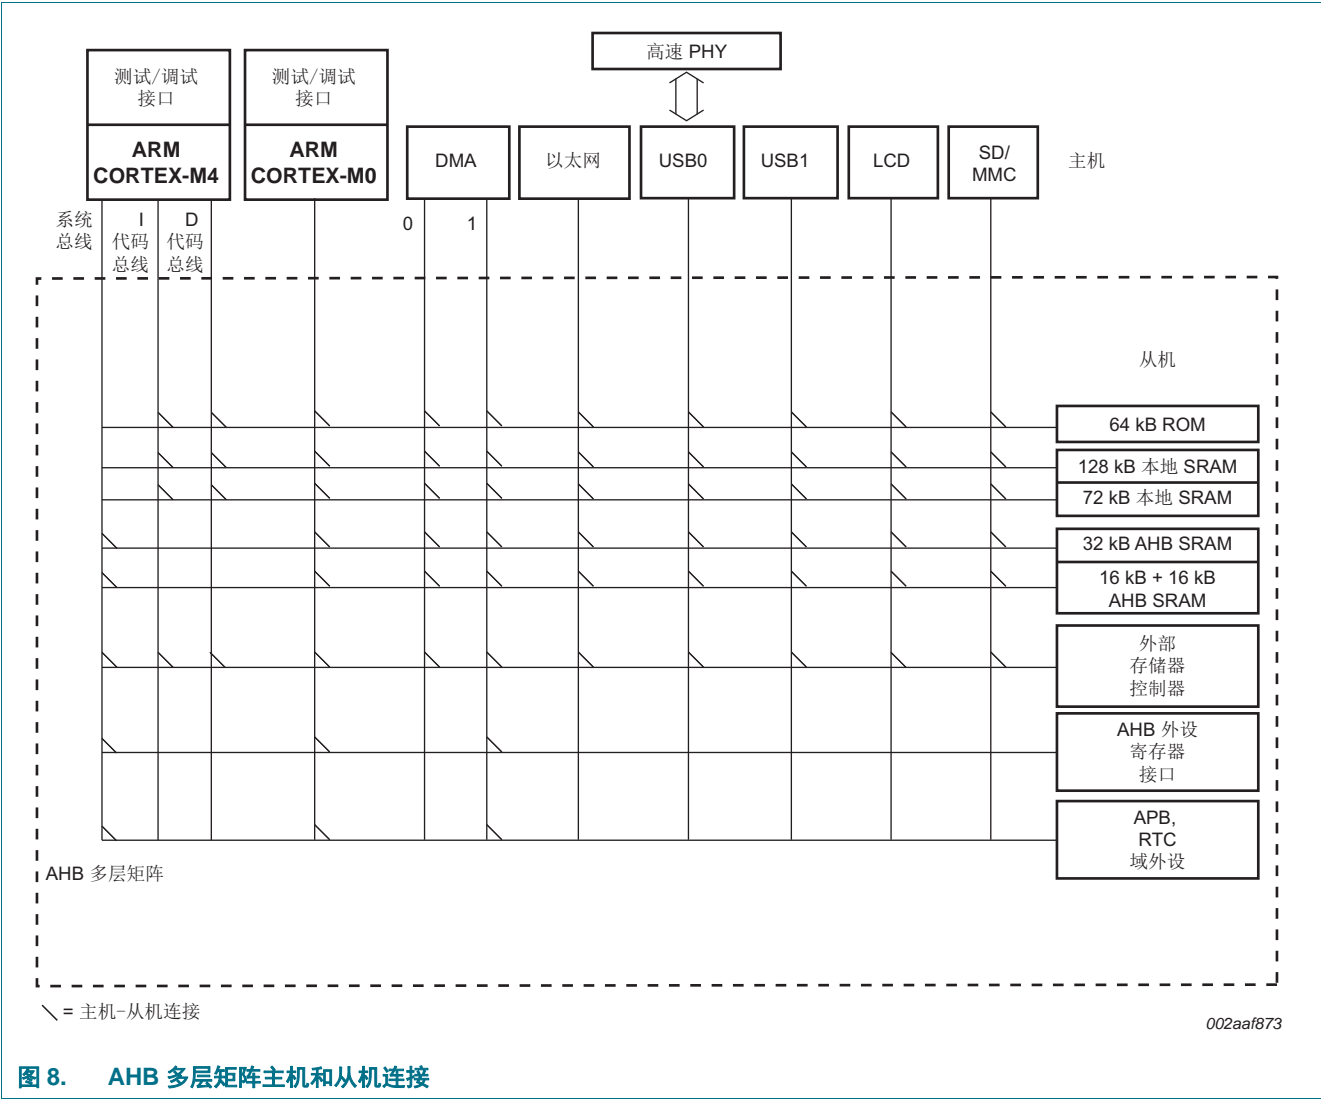 高速 PHY
测试/调试
接口
测试/调试
接口
ARM
CORTEX-M4
ARM
CORTEX-M0
DMA
以太网
USB0
USB1
LCD
SD/
MMC
主机
系统
总线
I
代码
总线
D
代码
总线
0
1
从机
64 kB ROM
128 kB 本地 SRAM
72 kB 本地 SRAM
32 kB AHB SRAM
16 kB + 16 kB
AHB SRAM
外部
存储器
控制器
AHB 外设
寄存器
接口
APB,
RTC
域外设
AHB 多层矩阵
= 主机-从机连接
002aaf873
图 8. AHB 多层矩阵主机和从机连接